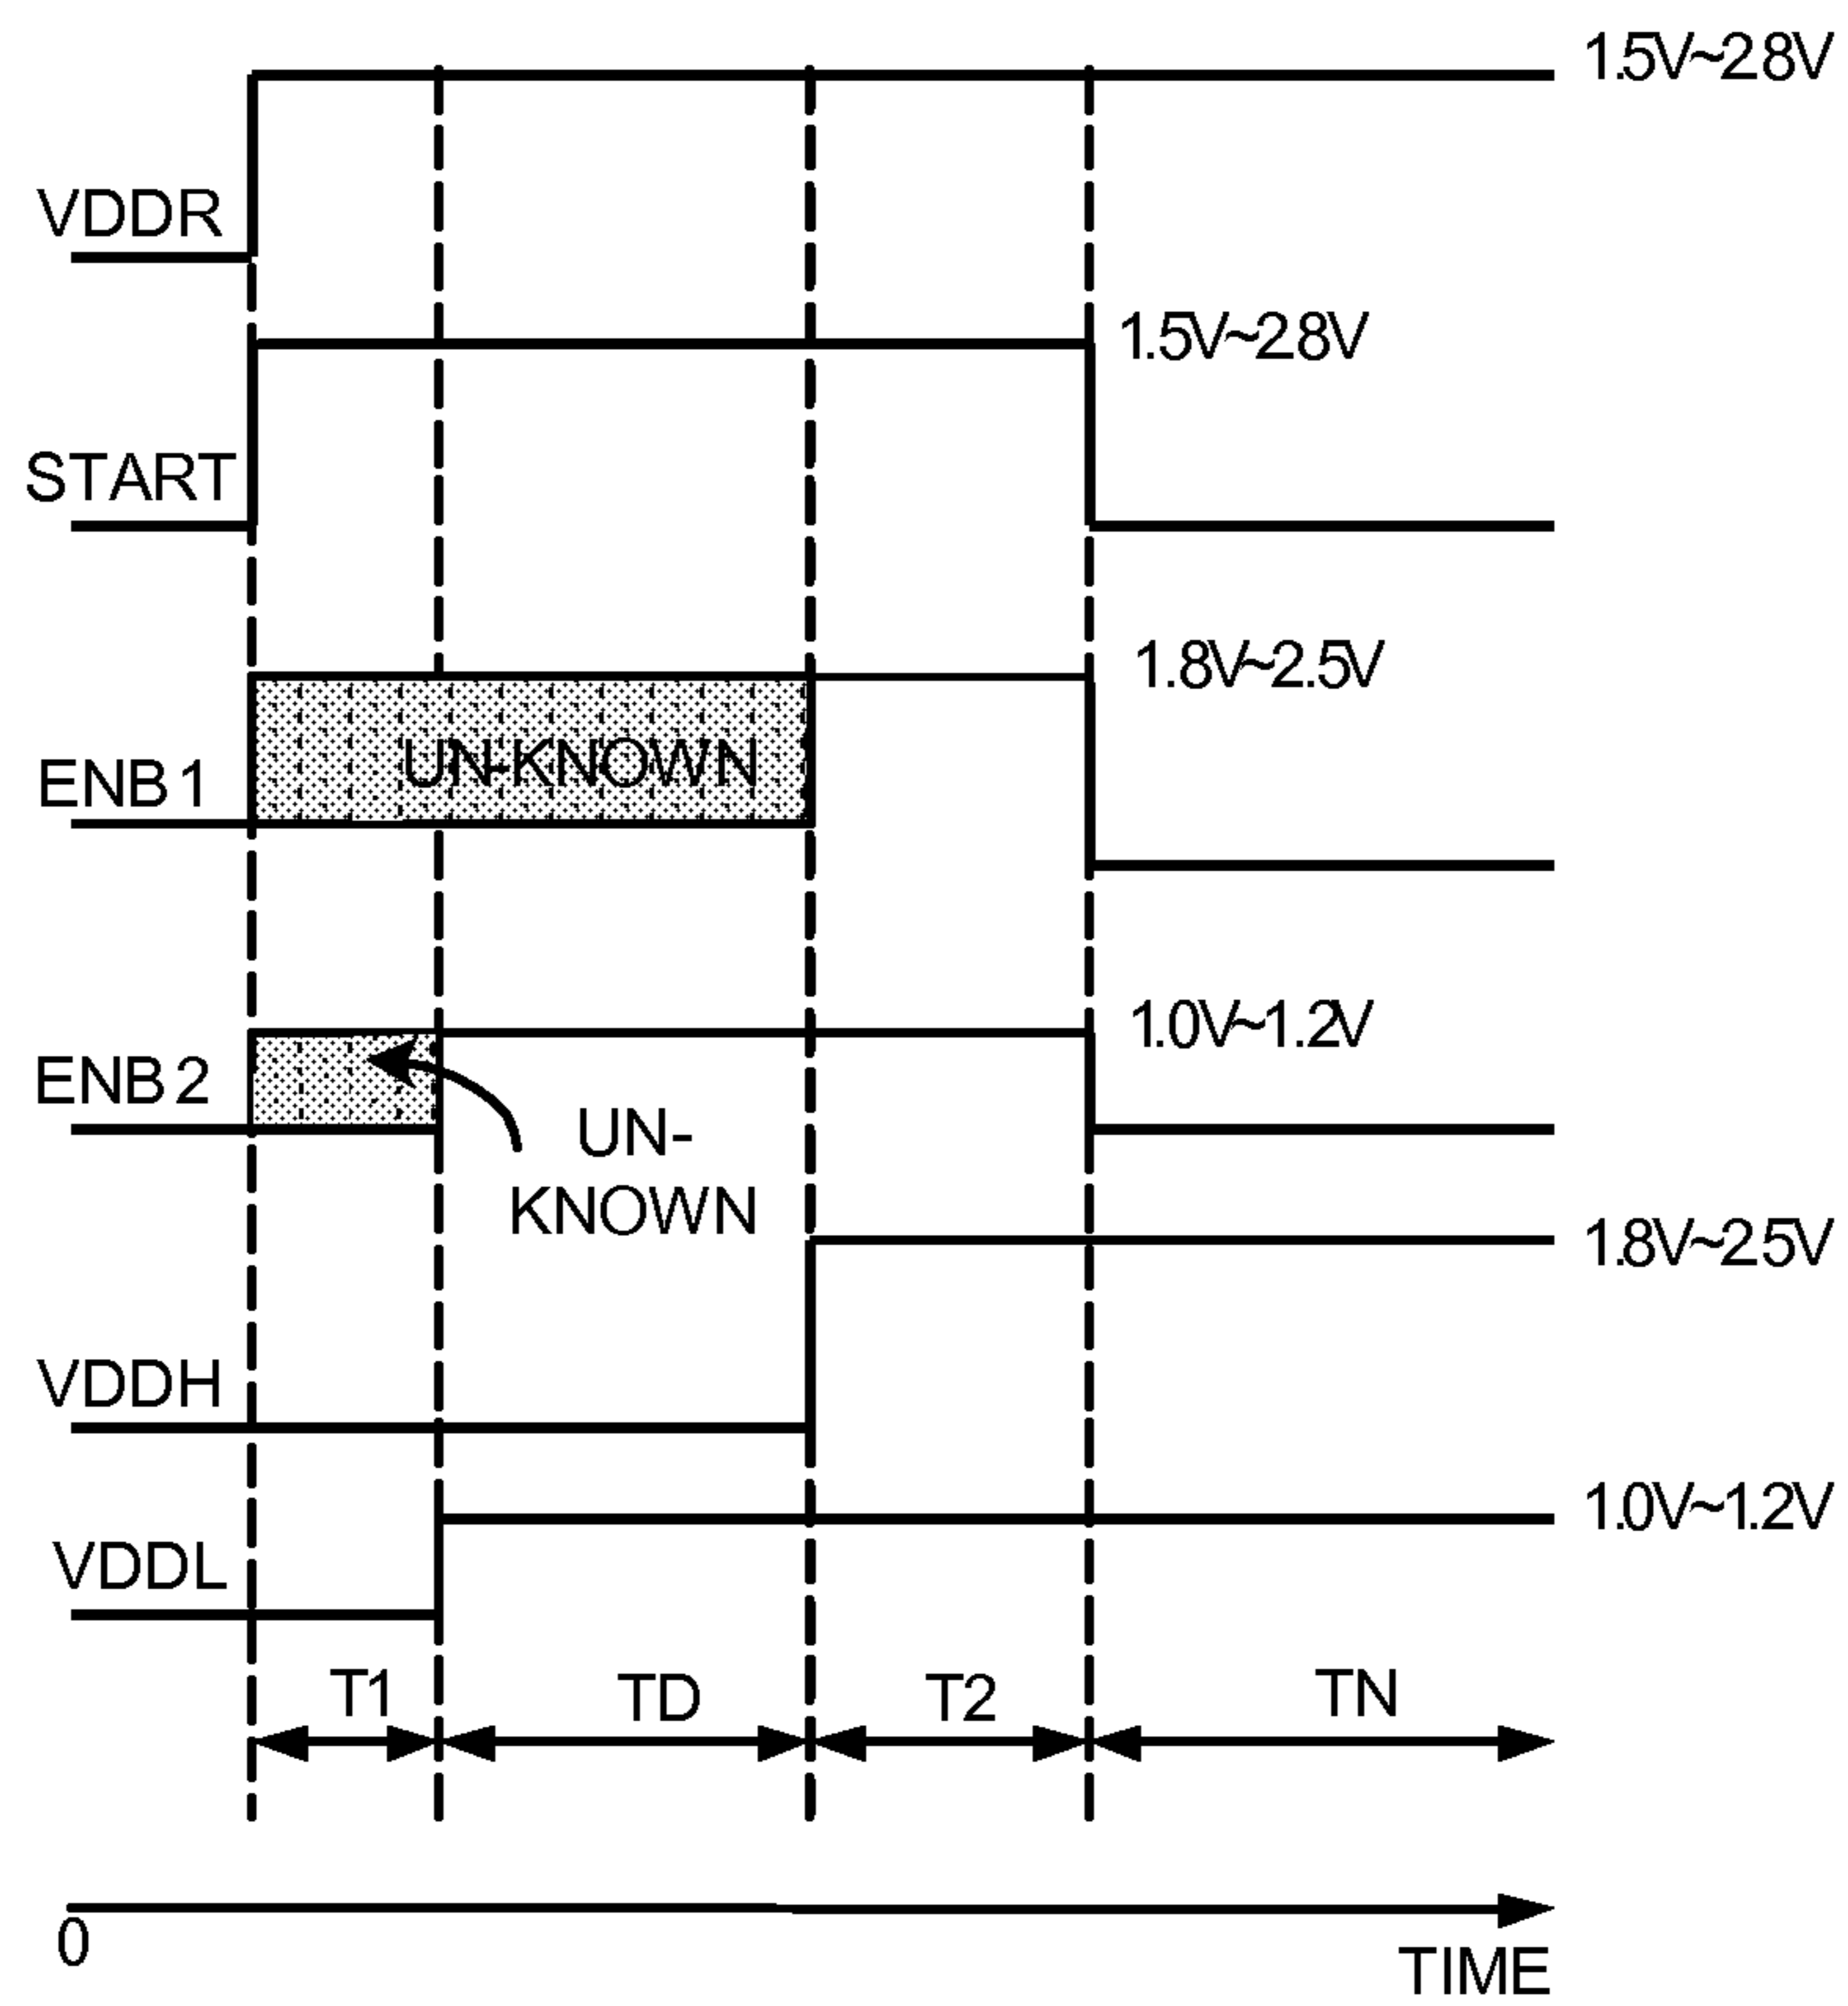 1.5V~2.8V
VDDR
1.5V~2.8V
START
1.8V~2.5V
UN-KNOWN
ENB1
1.0V~1.2V
ENB2
UN-
KNOWN
1.8V~2.5V
VDDH
1.0V~1.2V
VDDL
T1 TD T2 TN
0
TIME